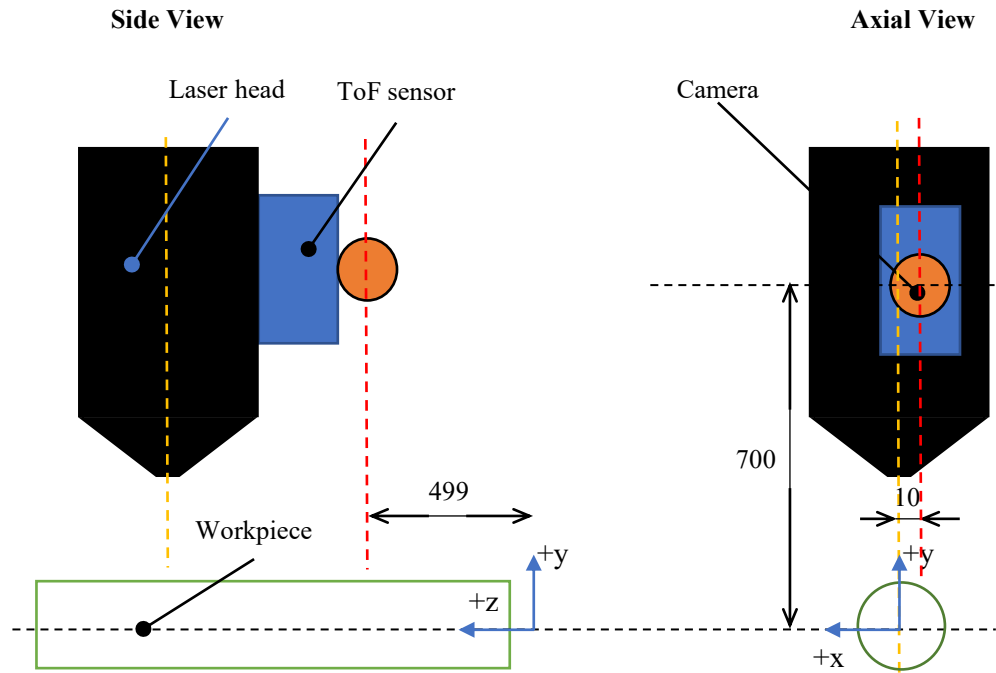 Side View
Axial View
Laser head
ToF sensor
Camera
700
499
10
Workpiece
+y
+y
+z
+x